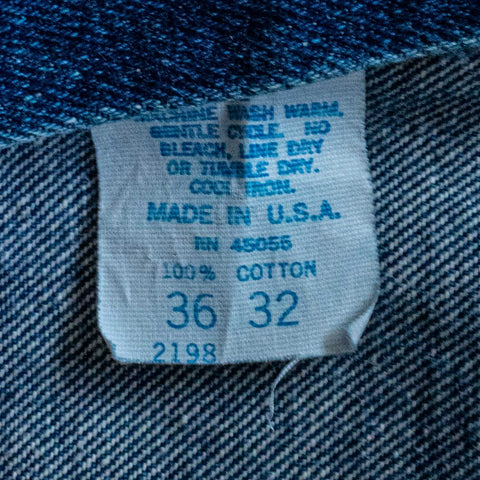 MACHINE WASH WARM,
GENTLE CYCLE. NO
BLEACH, LINE DRY
OR TUMBLE DRY.
COOL IRON.
MADE IN U.S.A.
RN 45055
100% COTTON
36 32
2198